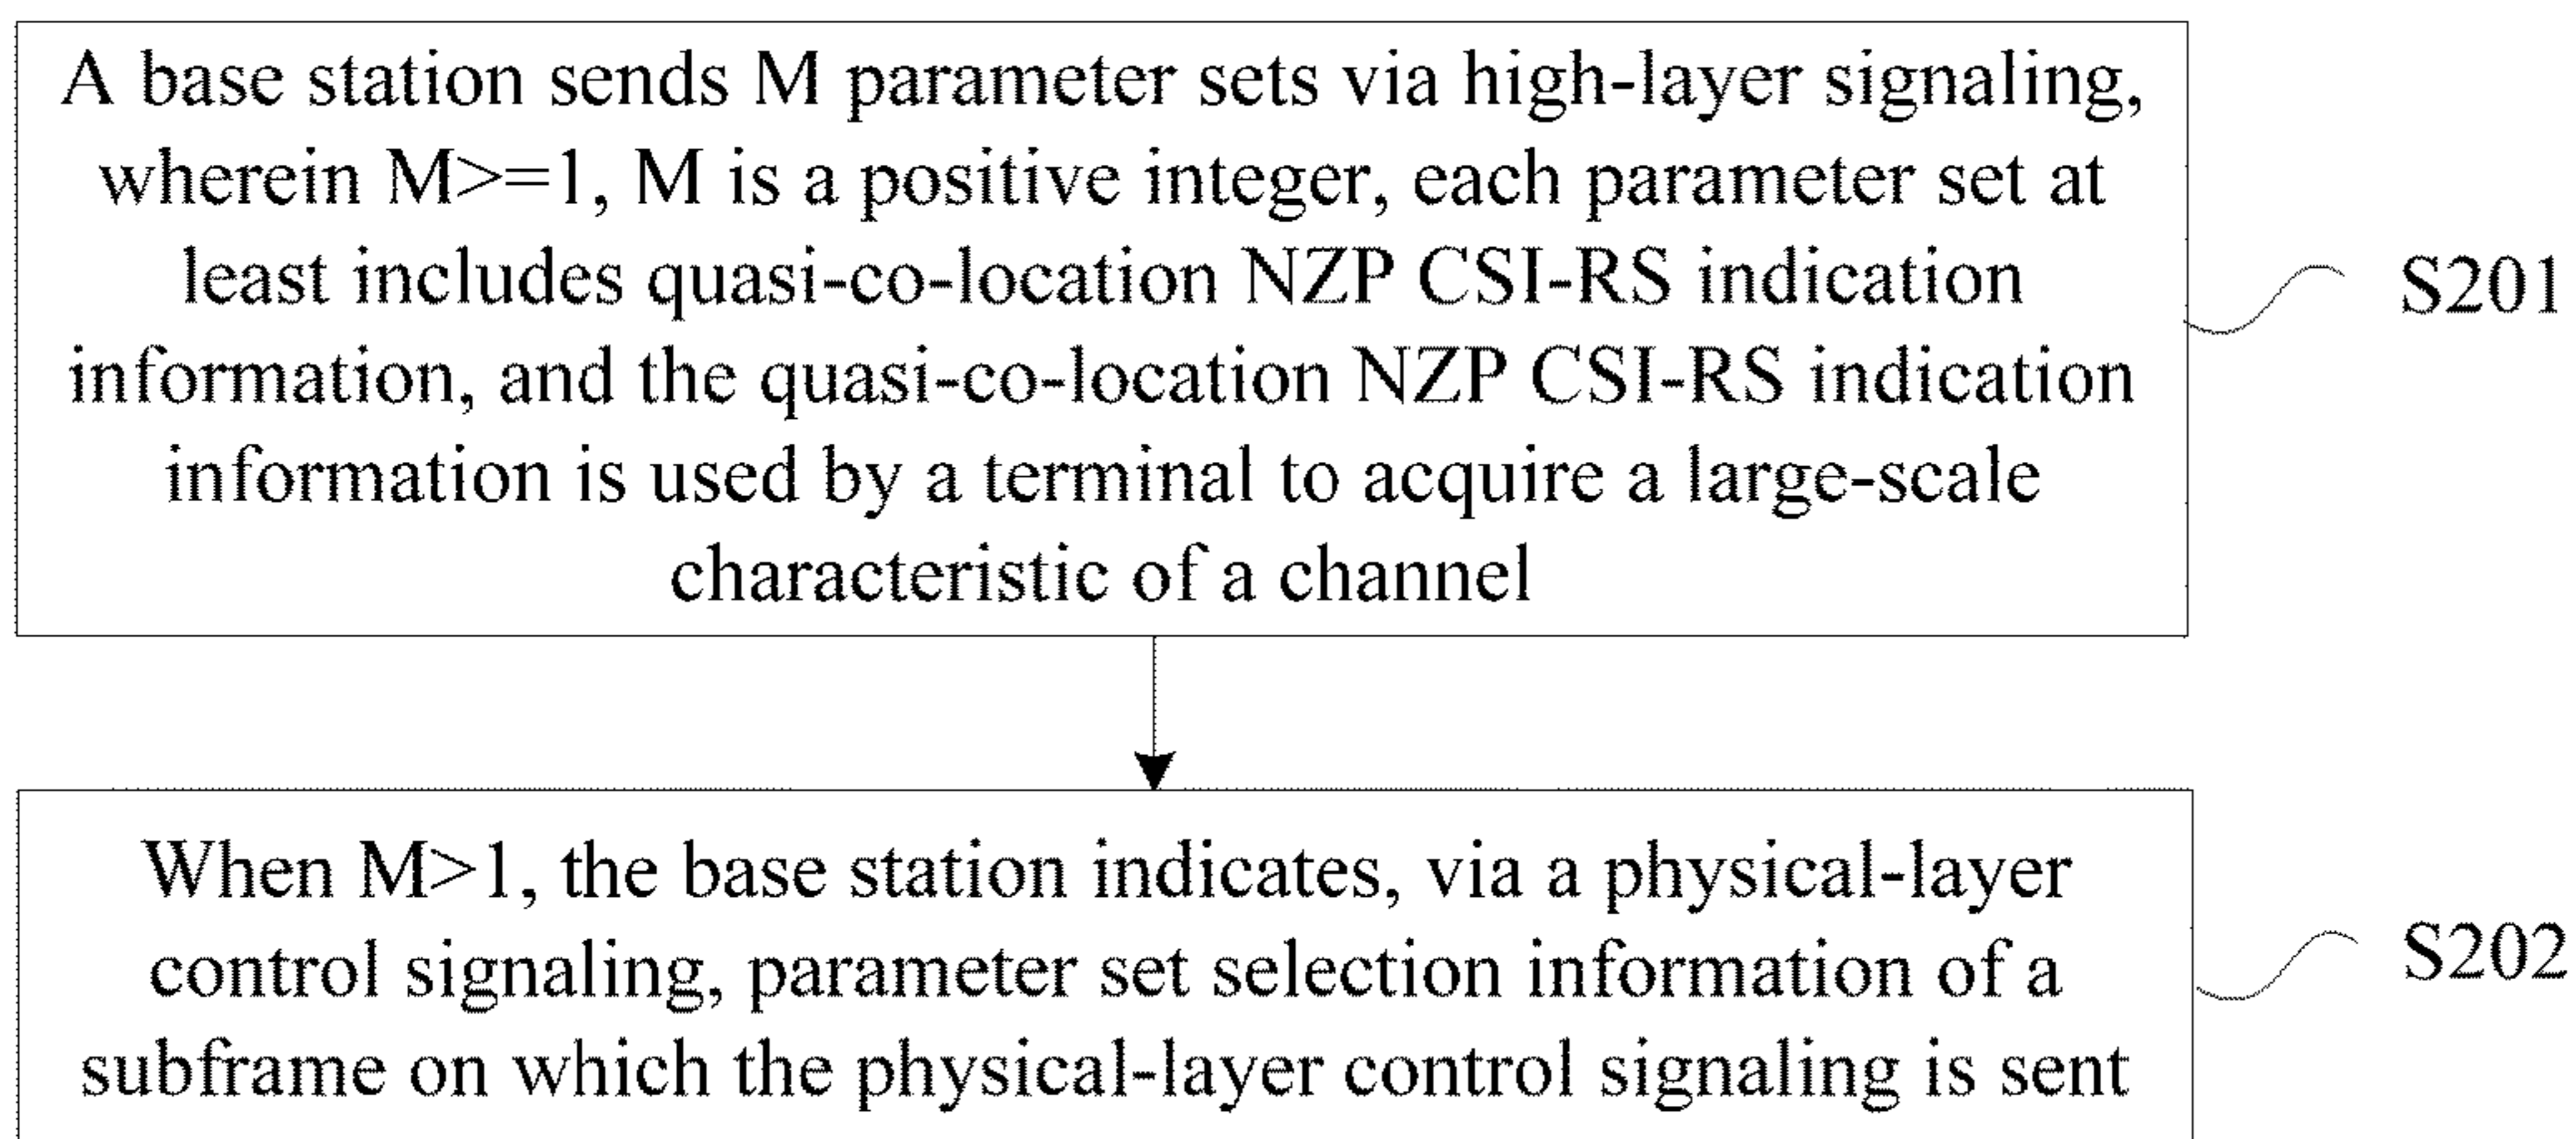 A base station sends M parameter sets via high-layer signaling,
wherein M>=1, M is a positive integer, each parameter set at
least includes quasi-co-location NZP CSI-RS indication
information, and the quasi-co-location NZP CSI-RS indication
information is used by a terminal to acquire a large-scale
characteristic of a channel
S201
When M>1, the base station indicates, via a physical-layer
control signaling, parameter set selection information of a
subframe on which the physical-layer control signaling is sent
S202